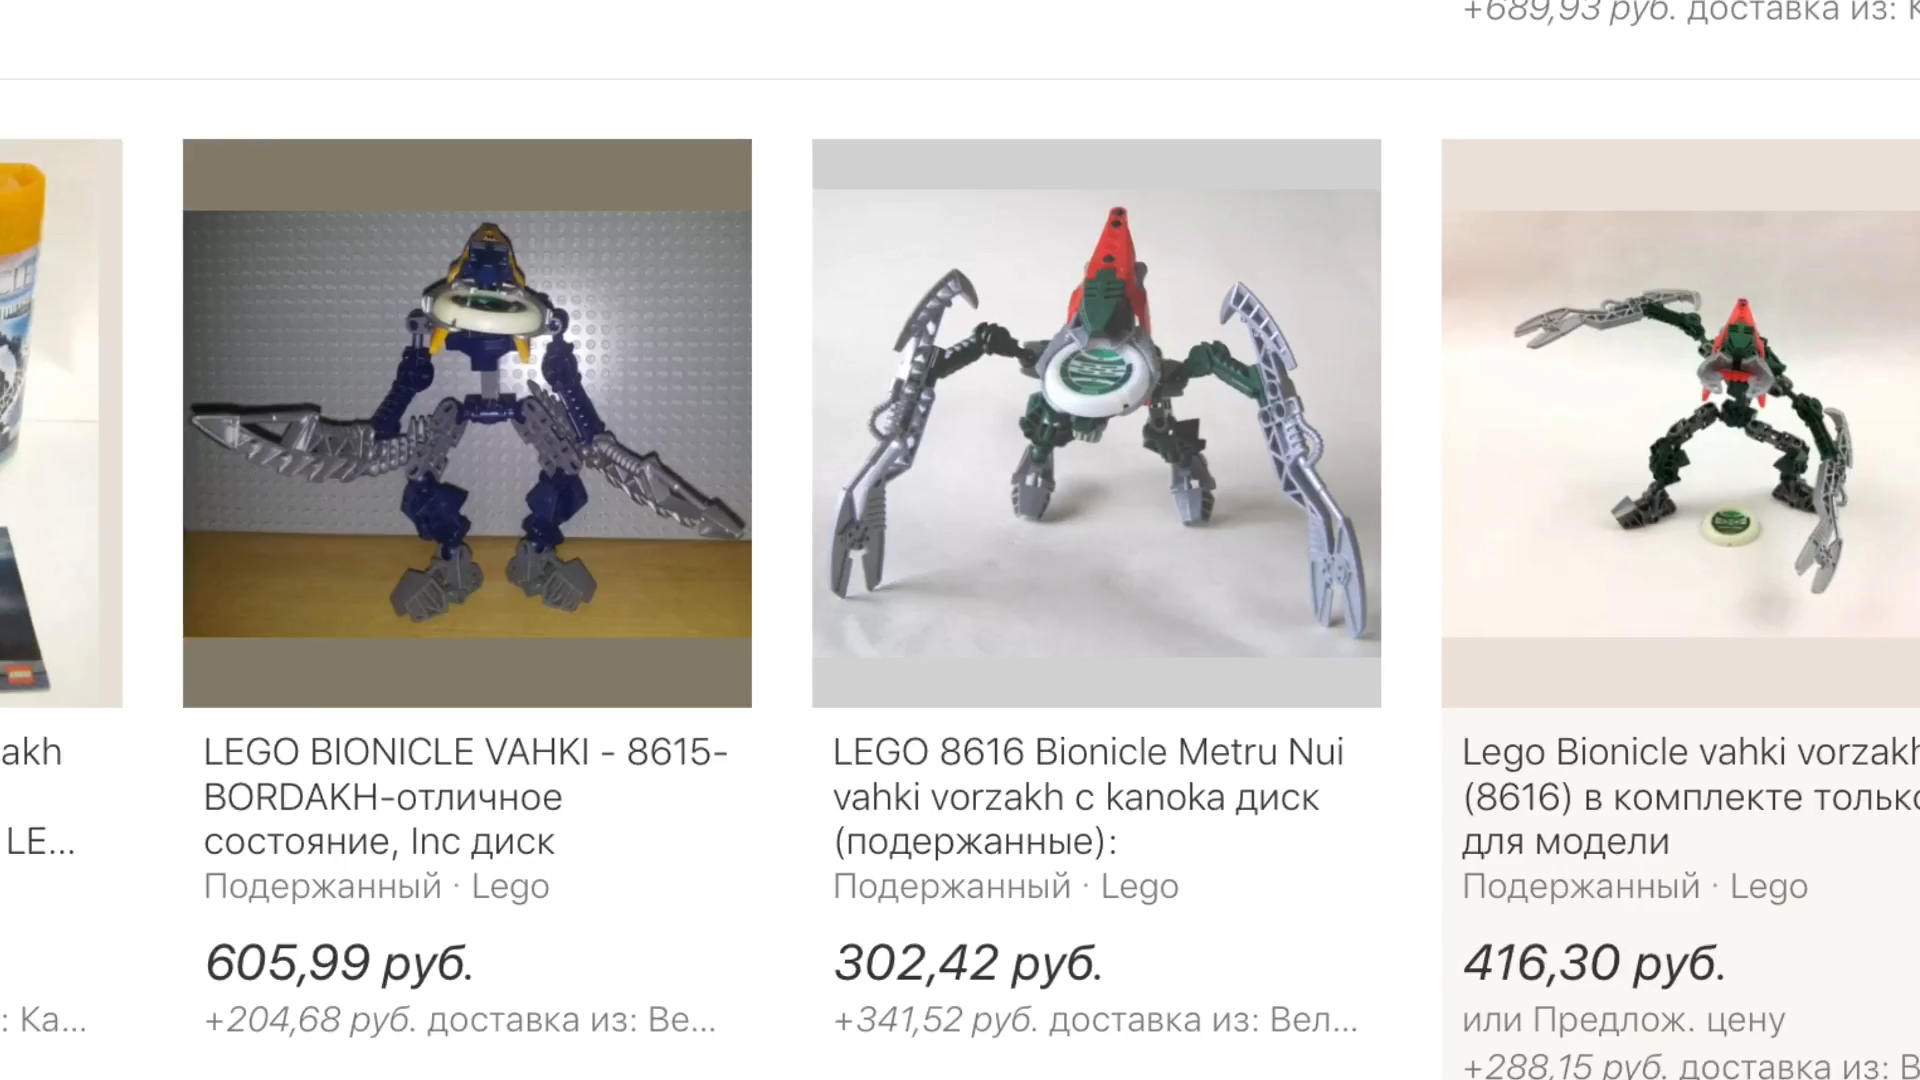 +689,93 руб. доставка из: К
akh
LE...
: Ка...
LEGO BIONICLE VAHKI - 8615-
BORDAKH-отличное
состояние, Inc диск
Подержанный · Lego
605,99 руб.
+204,68 руб. доставка из: Ве...
LEGO 8616 Bionicle Metru Nui
vahki vorzakh с kanoka диск
(подержанные):
Подержанный · Lego
302,42 руб.
+341,52 руб. доставка из: Вел...
Lego Bionicle vahki vorzakh
(8616) в комплекте только
для модели
Подержанный · Lego
416,30 руб.
или Предлож. цену
+288,15 руб. доставка из: В